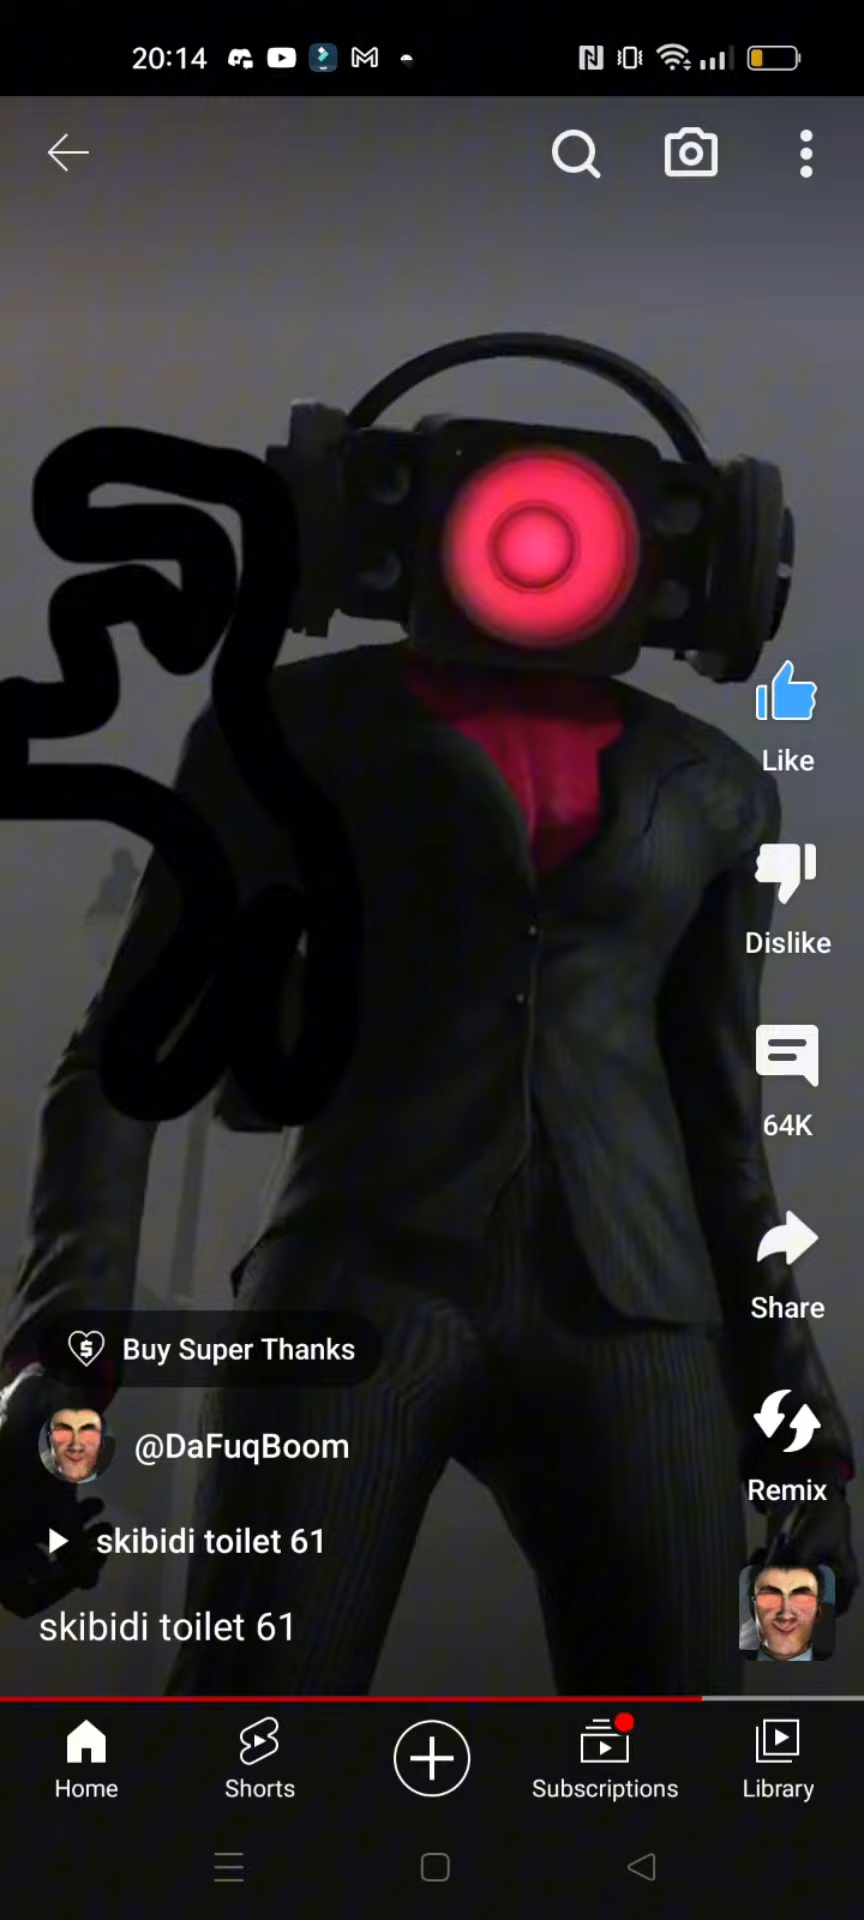 20:14
Like
Dislike
64K
Share
Buy Super Thanks
@DaFuqBoom
Remix
skibidi toilet 61
skibidi toilet 61
Home
Shorts
Subscriptions
Library